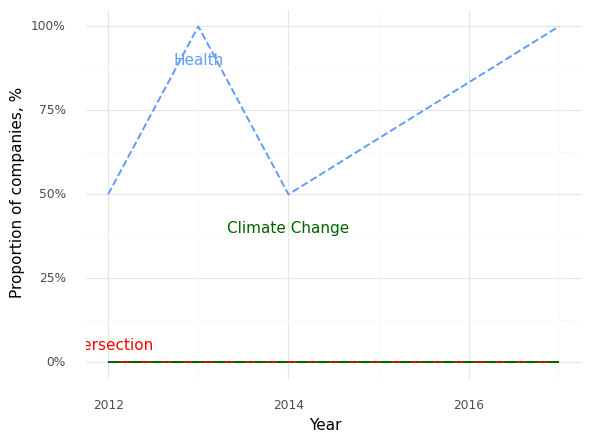 100%
Health
75%
Proportion of companies, %
50%
Climate Change
25%
ersection
0%
2012 2014 2016
Year